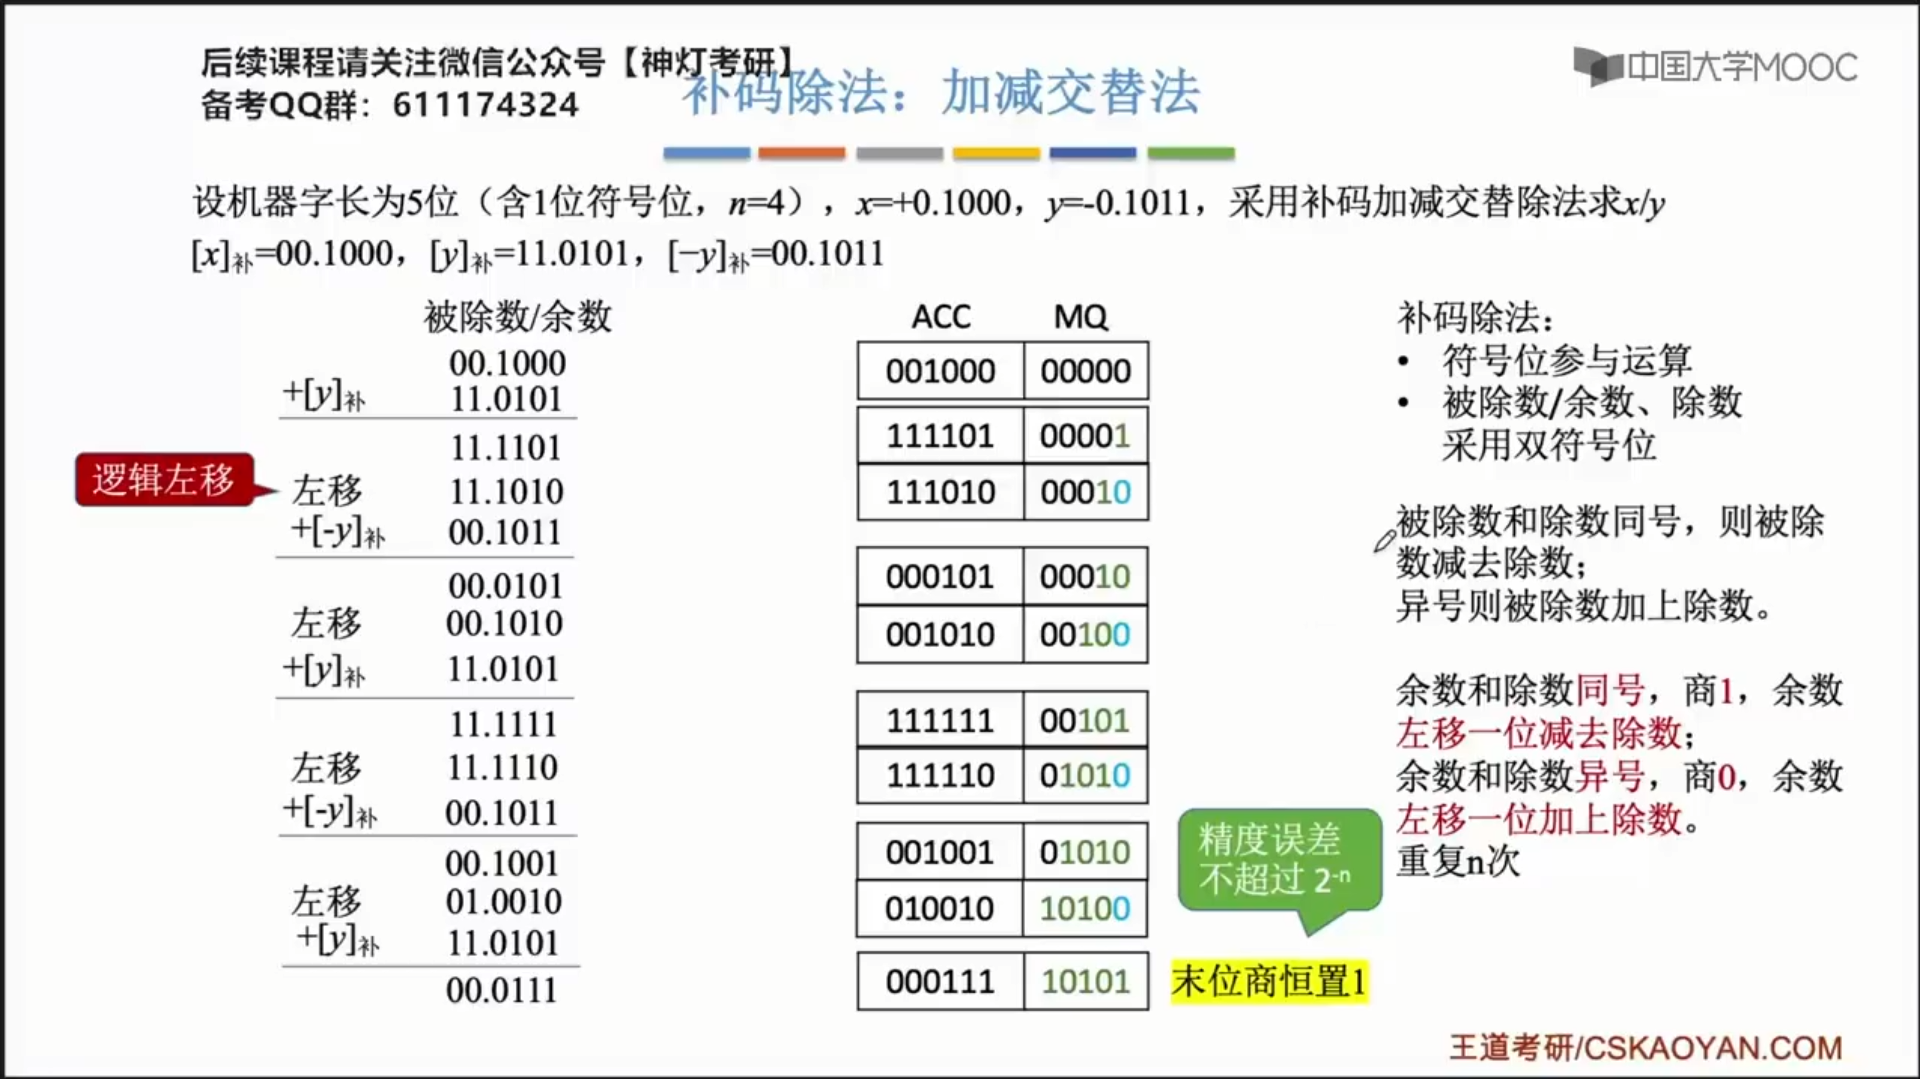 后续课程请关注微信公众号【神灯考研】
备考QQ群：611174324
中国大学MOOC
补码除法：加减交替法
设机器字长为5位（含1位符号位，n=4），x=+0.1000，y=-0.1011，采用补码加减交替除法求x/y
[x]补=00.1000，[y]补=11.0101，[−y]补=00.1011
被除数/余数
00.1000
+[y]补 11.0101
11.1101
逻辑左移
左移 11.1010
+[-y]补 00.1011
00.0101
左移 00.1010
+[y]补 11.0101
11.1111
左移 11.1110
+[-y]补 00.1011
00.1001
左移 01.0010
+[y]补 11.0101
00.0111
ACC MQ
001000 00000
111101 00001
111010 00010
000101 00010
001010 00100
111111 00101
111110 01010
001001 01010
010010 10100
000111 10101
精度误差
不超过 2-n
末位商恒置1
补码除法：
• 符号位参与运算
• 被除数/余数、除数
采用双符号位
被除数和除数同号，则被除
数减去除数；
异号则被除数加上除数。
余数和除数同号，商1，余数
左移一位减去除数；
余数和除数异号，商0，余数
左移一位加上除数。
重复n次
王道考研/CSKAOYAN.COM